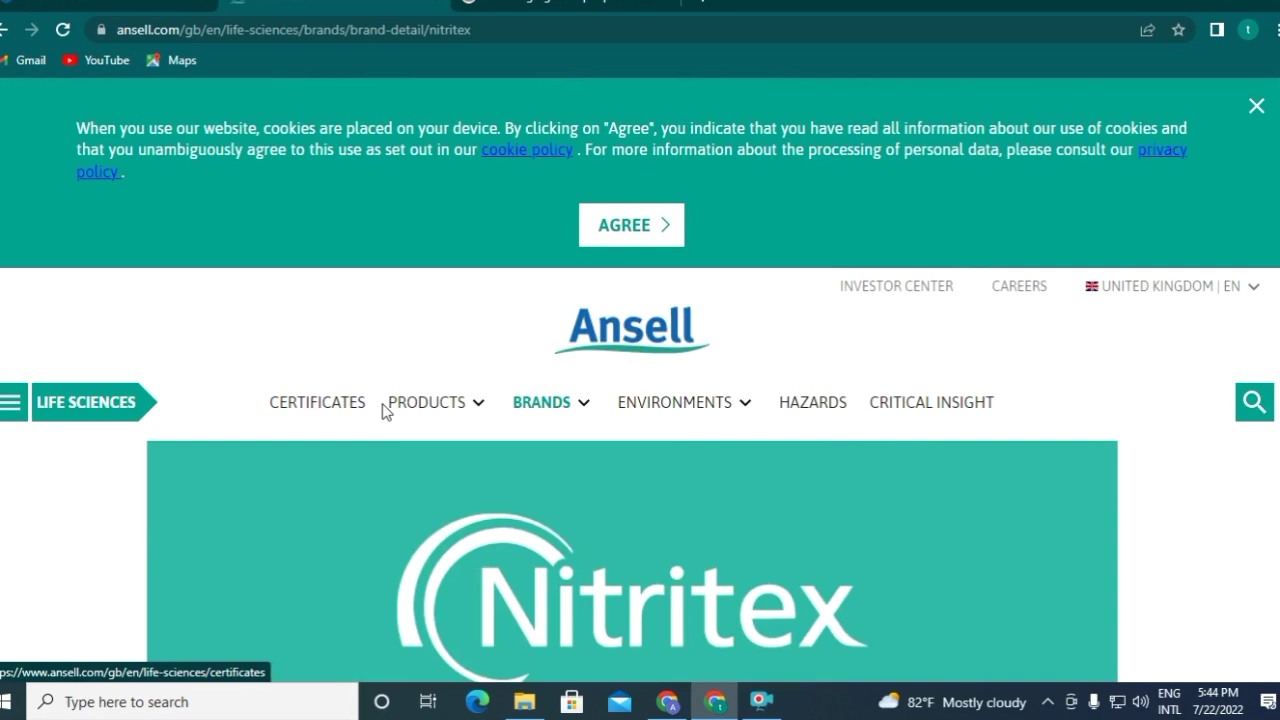 ansell.com/gb/en/life-sciences/brands/brand-detail/nitritex
t
Gmail
YouTube
Maps
When you use our website, cookies are placed on your device. By clicking on "Agree", you indicate that you have read all information about our use of cookies and
that you unambiguously agree to this use as set out in our cookie policy . For more information about the processing of personal data, please consult our privacy
policy .
AGREE
INVESTOR CENTER CAREERS UNITED KINGDOM | EN
Ansell
LIFE SCIENCES CERTIFICATES PRODUCTS BRANDS ENVIRONMENTS HAZARDS CRITICAL INSIGHT
Nitritex
ps://www.ansell.com/gb/en/life-sciences/certificates
Type here to search
82°F Mostly cloudy
ENG
INTL
5:44 PM
7/22/2022